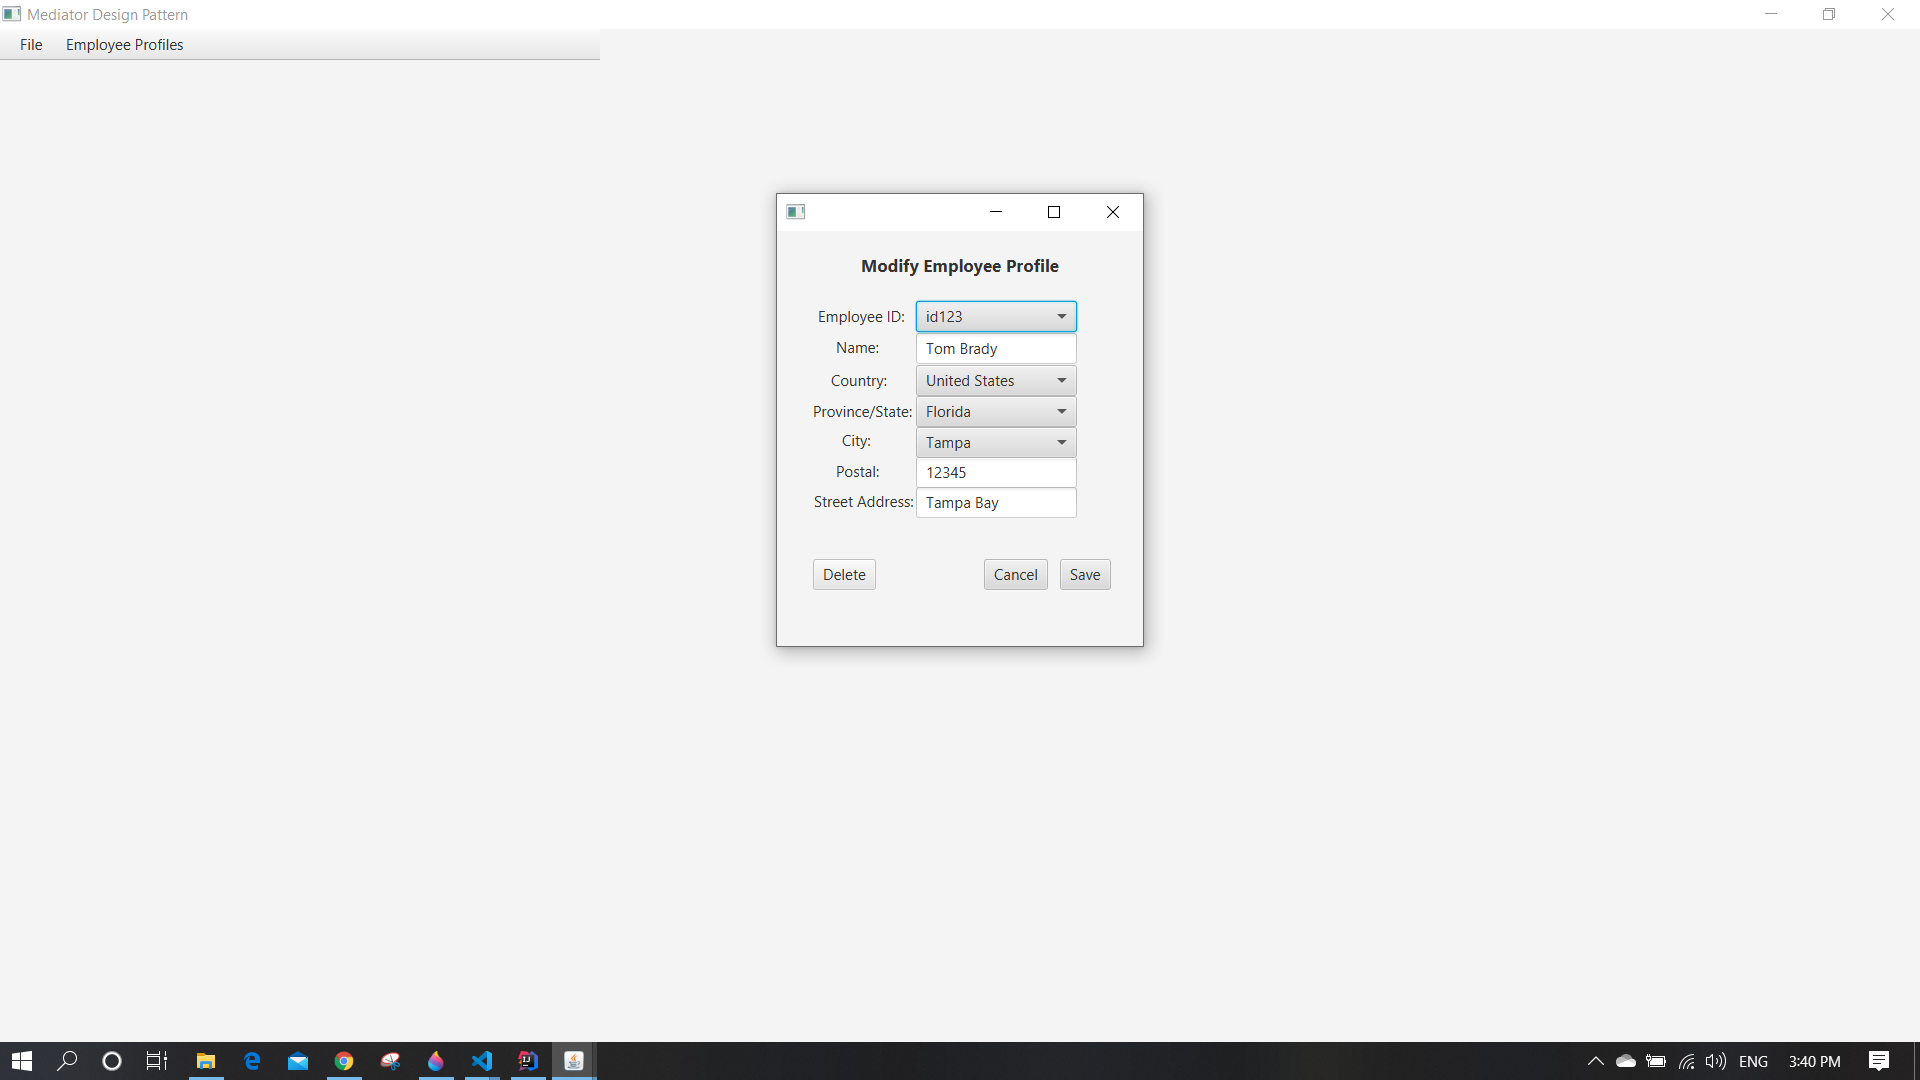 Mediator Design Pattern
File Employee Profiles
Modify Employee Profile
Employee ID: id123
Name: Tom Brady
Country: United States
Province/State: Florida
City: Tampa
Postal: 12345
Street Address: Tampa Bay
Delete Cancel Save
ENG 3:40 PM